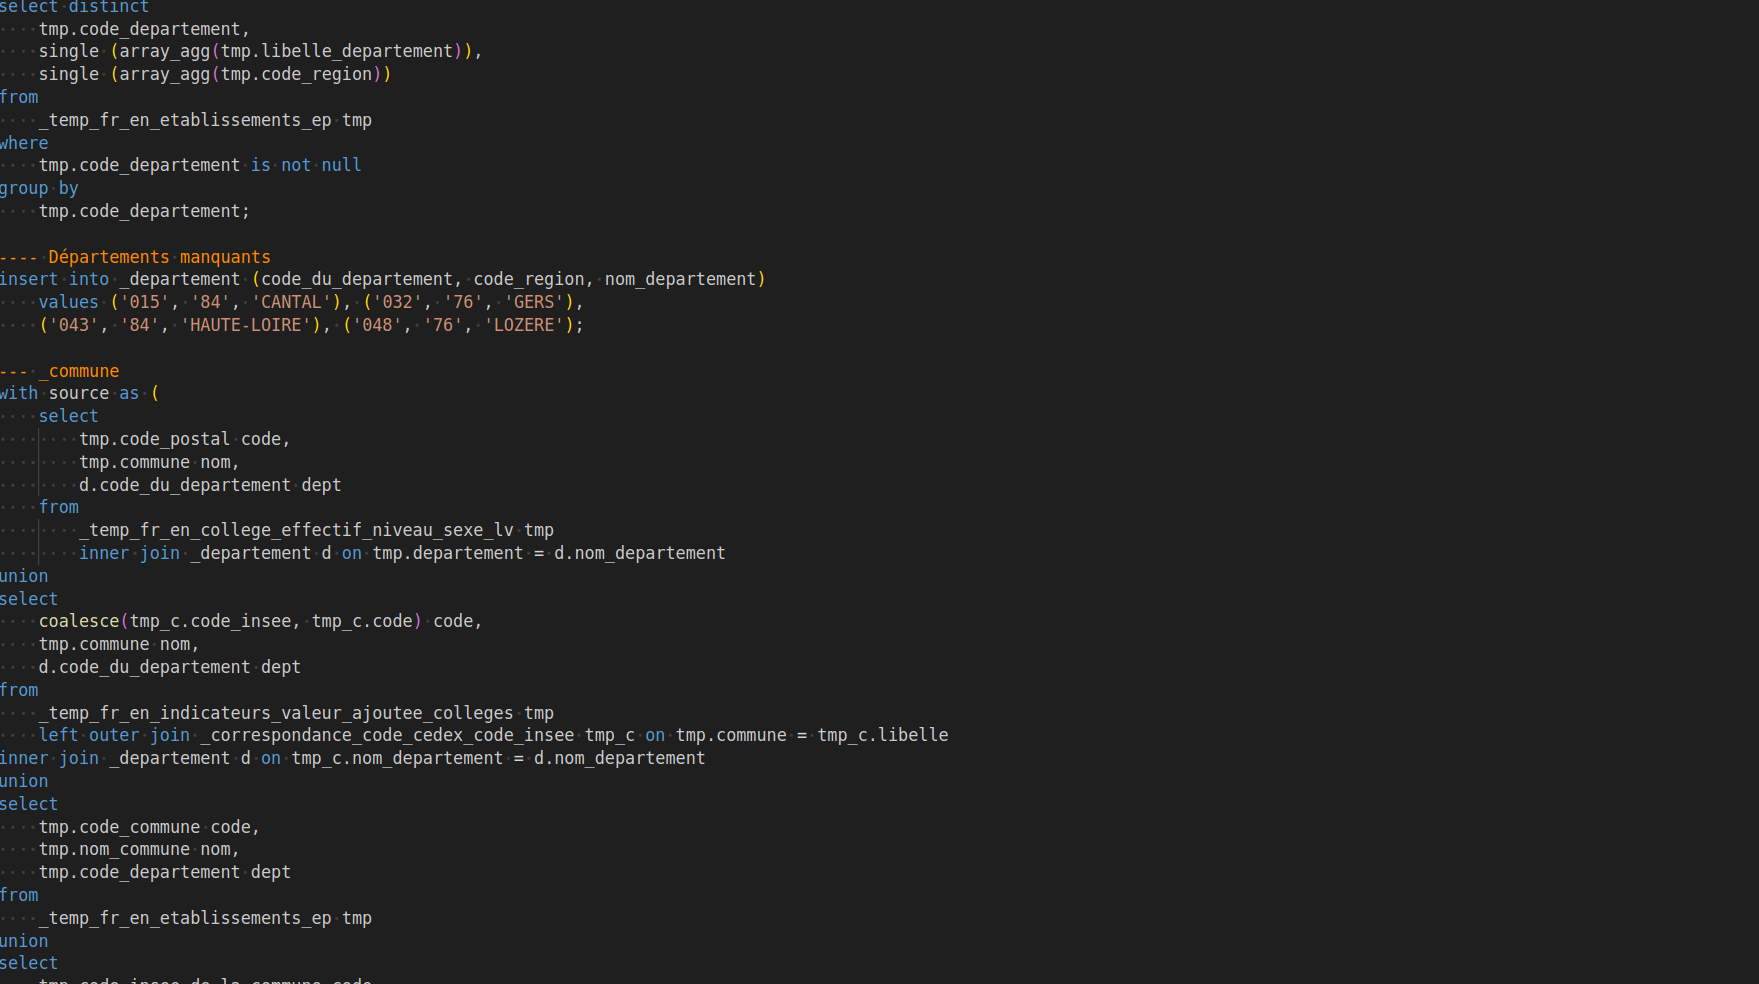 select distinct
tmp.code_departement,
single (array_agg(tmp.libelle_departement)),
single (array_agg(tmp.code_region))
from
_temp_fr_en_etablissements_ep tmp
where
tmp.code_departement is not null
group by
tmp.code_departement;
---- Départements manquants
insert into _departement (code_du_departement, code_region, nom_departement)
values ('015', '84', 'CANTAL'), ('032', '76', 'GERS'),
('043', '84', 'HAUTE-LOIRE'), ('048', '76', 'LOZERE');
--- _commune
with source as (
select
tmp.code_postal code,
tmp.commune nom,
d.code_du_departement dept
from
_temp_fr_en_college_effectif_niveau_sexe_lv tmp
inner join _departement d on tmp.departement = d.nom_departement
union
select
coalesce(tmp_c.code_insee, tmp_c.code) code,
tmp.commune nom,
d.code_du_departement dept
from
_temp_fr_en_indicateurs_valeur_ajoutee_colleges tmp
left outer join _correspondance_code_cedex_code_insee tmp_c on tmp.commune = tmp_c.libelle
inner join _departement d on tmp_c.nom_departement = d.nom_departement
union
select
tmp.code_commune code,
tmp.nom_commune nom,
tmp.code_departement dept
from
_temp_fr_en_etablissements_ep tmp
union
select
tmp.code_insee_de_la_commune code